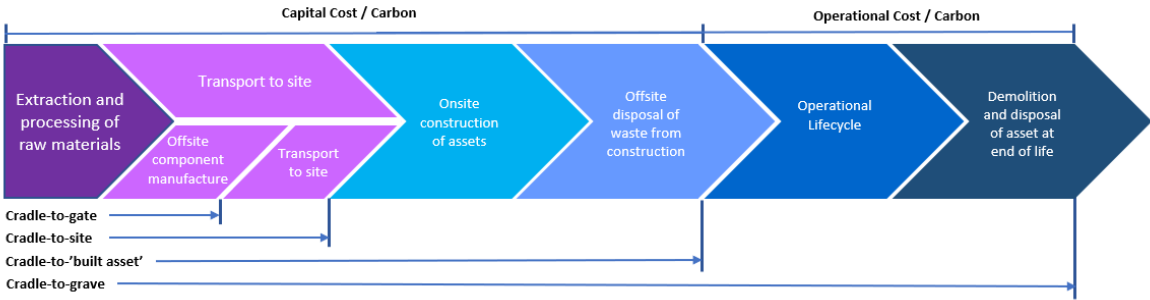 Capital Cost / Carbon
Operational Cost / Carbon
Extraction and
processing of
raw materials
Transport to site
Offsite
component
manufacture
Transport
to site
Onsite
construction
of assets
Offsite
disposal of
waste from
construction
Operational
Lifecycle
Demolition
and disposal
of asset at
end of life
Cradle-to-gate
Cradle-to-site
Cradle-to-’built asset’
Cradle-to-grave